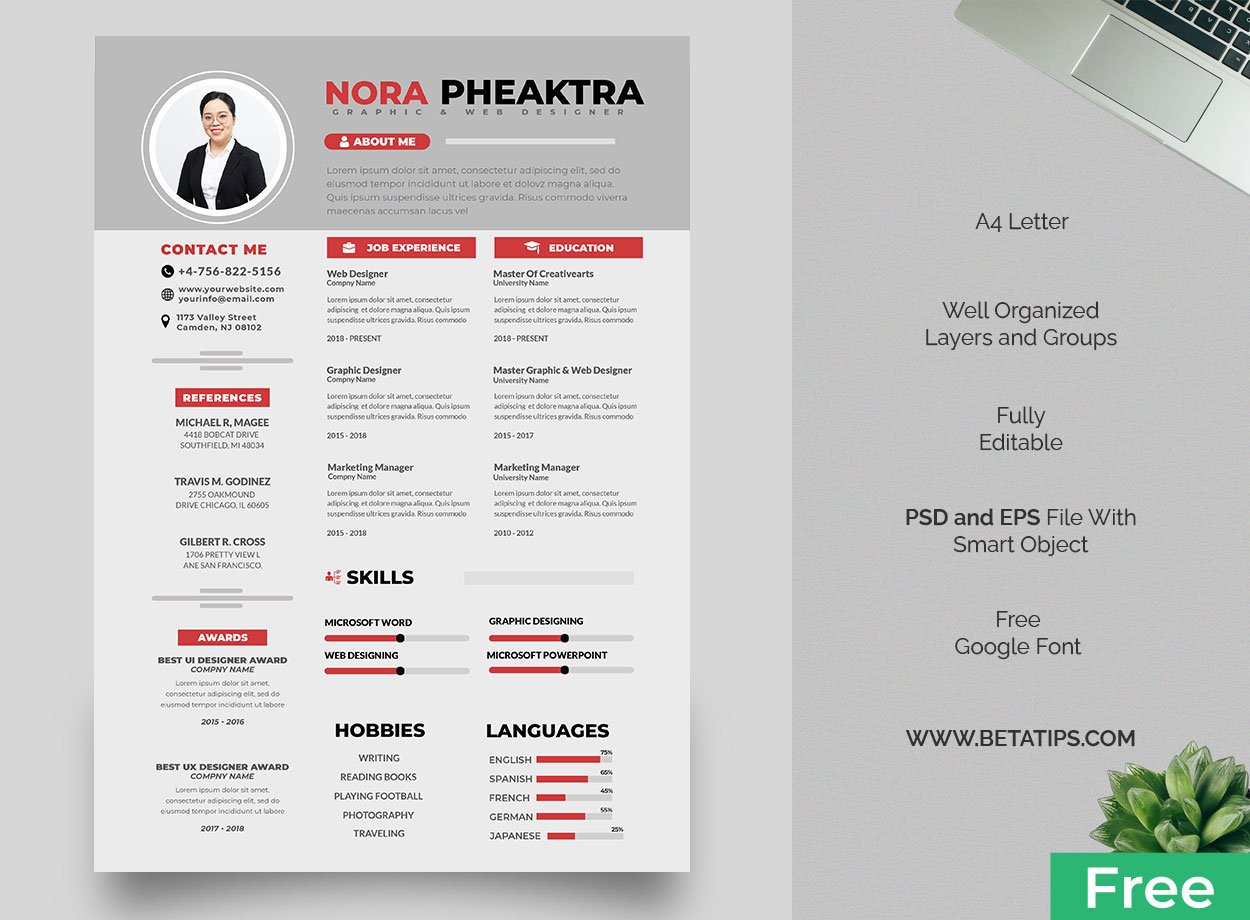 NORA PHEAKTRA
GRAPHIC & WEB DESIGNER
ABOUT ME
Lorem ipsum dolor sit amet, consectetur adipiscing elit, sed do
eiusmod tempor incididunt ut labore et dolovz magna aliqua.
Quis ipsum suspendisse ultrices gravida. Risus commodo viverra
maecenas accumsan lacus vel
CONTACT ME
+4-756-822-5156
www.yourwebsite.com
yourinfo@email.com
1173 Valley Street
Camden, NJ 08102
REFERENCES
MICHAEL R, MAGEE
4418 BOBCAT DRIVE
SOUTHFIELD, MI 48034
TRAVIS M. GODINEZ
2755 OAKMOUND
DRIVE CHICAGO, IL 60605
GILBERT R. CROSS
1706 PRETTY VIEW L
ANE SAN FRANCISCO,
AWARDS
BEST UI DESIGNER AWARD
COMPNY NAME
Lorem ipsum dolor sit amet,
consectetur adipiscing elit, sed do
eiusmod tempor incididunt ut labore
2015 - 2016
BEST UX DESIGNER AWARD
COMPNY NAME
Lorem ipsum dolor sit amet,
consectetur adipiscing elit, sed do
eiusmod tempor incididunt ut labore
2017 - 2018
JOB EXPERIENCE
Web Designer
Compny Name
Lorem ipsum dolor sit amet, consectetur
adipiscing et dolore magna aliqua. Quis ipsum
suspendisse ultrices gravida. Risus commodo
2018 - PRESENT
Graphic Designer
Compny Name
Lorem ipsum dolor sit amet, consectetur
adipiscing et dolore magna aliqua. Quis ipsum
suspendisse ultrices gravida. Risus commodo
2015 - 2018
Marketing Manager
Compny Name
Lorem ipsum dolor sit amet, consectetur
adipiscing et dolore magna aliqua. Quis ipsum
suspendisse ultrices gravida. Risus commodo
2015 - 2018
EDUCATION
Master Of Creativearts
University Name
Lorem ipsum dolor sit amet, consectetur
adipiscing et dolore magna aliqua. Quis ipsum
suspendisse ultrices gravida. Risus commodo
2018 - PRESENT
Master Graphic & Web Designer
University Name
Lorem ipsum dolor sit amet, consectetur
adipiscing et dolore magna aliqua. Quis ipsum
suspendisse ultrices gravida. Risus commodo
2015 - 2017
Marketing Manager
University Name
Lorem ipsum dolor sit amet, consectetur
adipiscing et dolore magna aliqua. Quis ipsum
suspendisse ultrices gravida. Risus commodo
2010 - 2012
SKILLS
MICROSOFT WORD
GRAPHIC DESIGNING
WEB DESIGNING
MICROSOFT POWERPOINT
HOBBIES
WRITING
READING BOOKS
PLAYING FOOTBALL
PHOTOGRAPHY
TRAVELING
LANGUAGES
ENGLISH 75%
SPANISH 65%
FRENCH 45%
GERMAN 55%
JAPANESE 25%
A4 Letter
Well Organized
Layers and Groups
Fully
Editable
PSD and EPS File With
Smart Object
Free
Google Font
WWW.BETATIPS.COM
Free